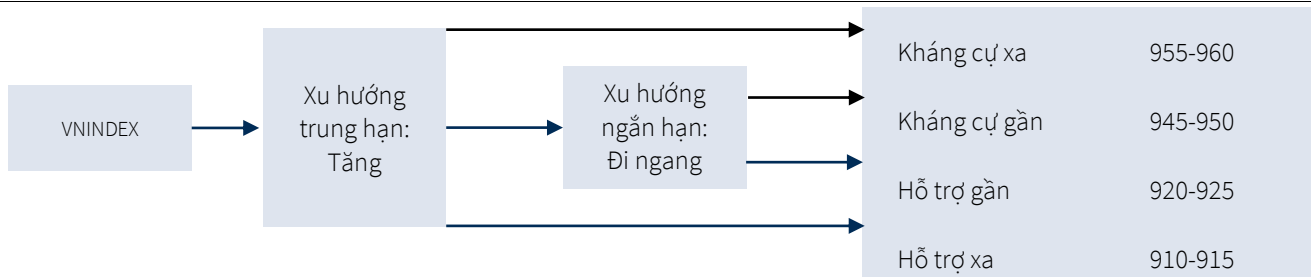 VNINDEX
Xu hướng
trung hạn:
Tăng
Xu hướng
ngắn hạn:
Đi ngang
Kháng cự xa 955-960
Kháng cự gần 945-950
Hỗ trợ gần 920-925
Hỗ trợ xa 910-915